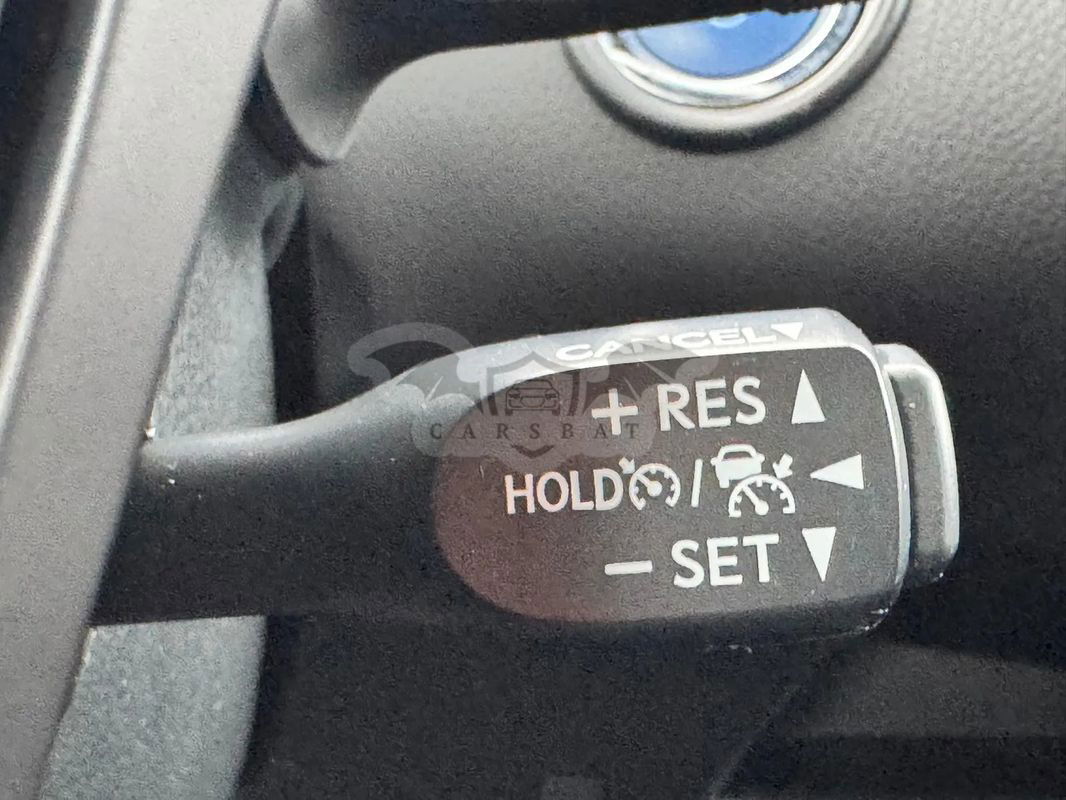 CANCEL▼
CARSBAT
+ RES ▲
HOLD / ◀
− SET ▼